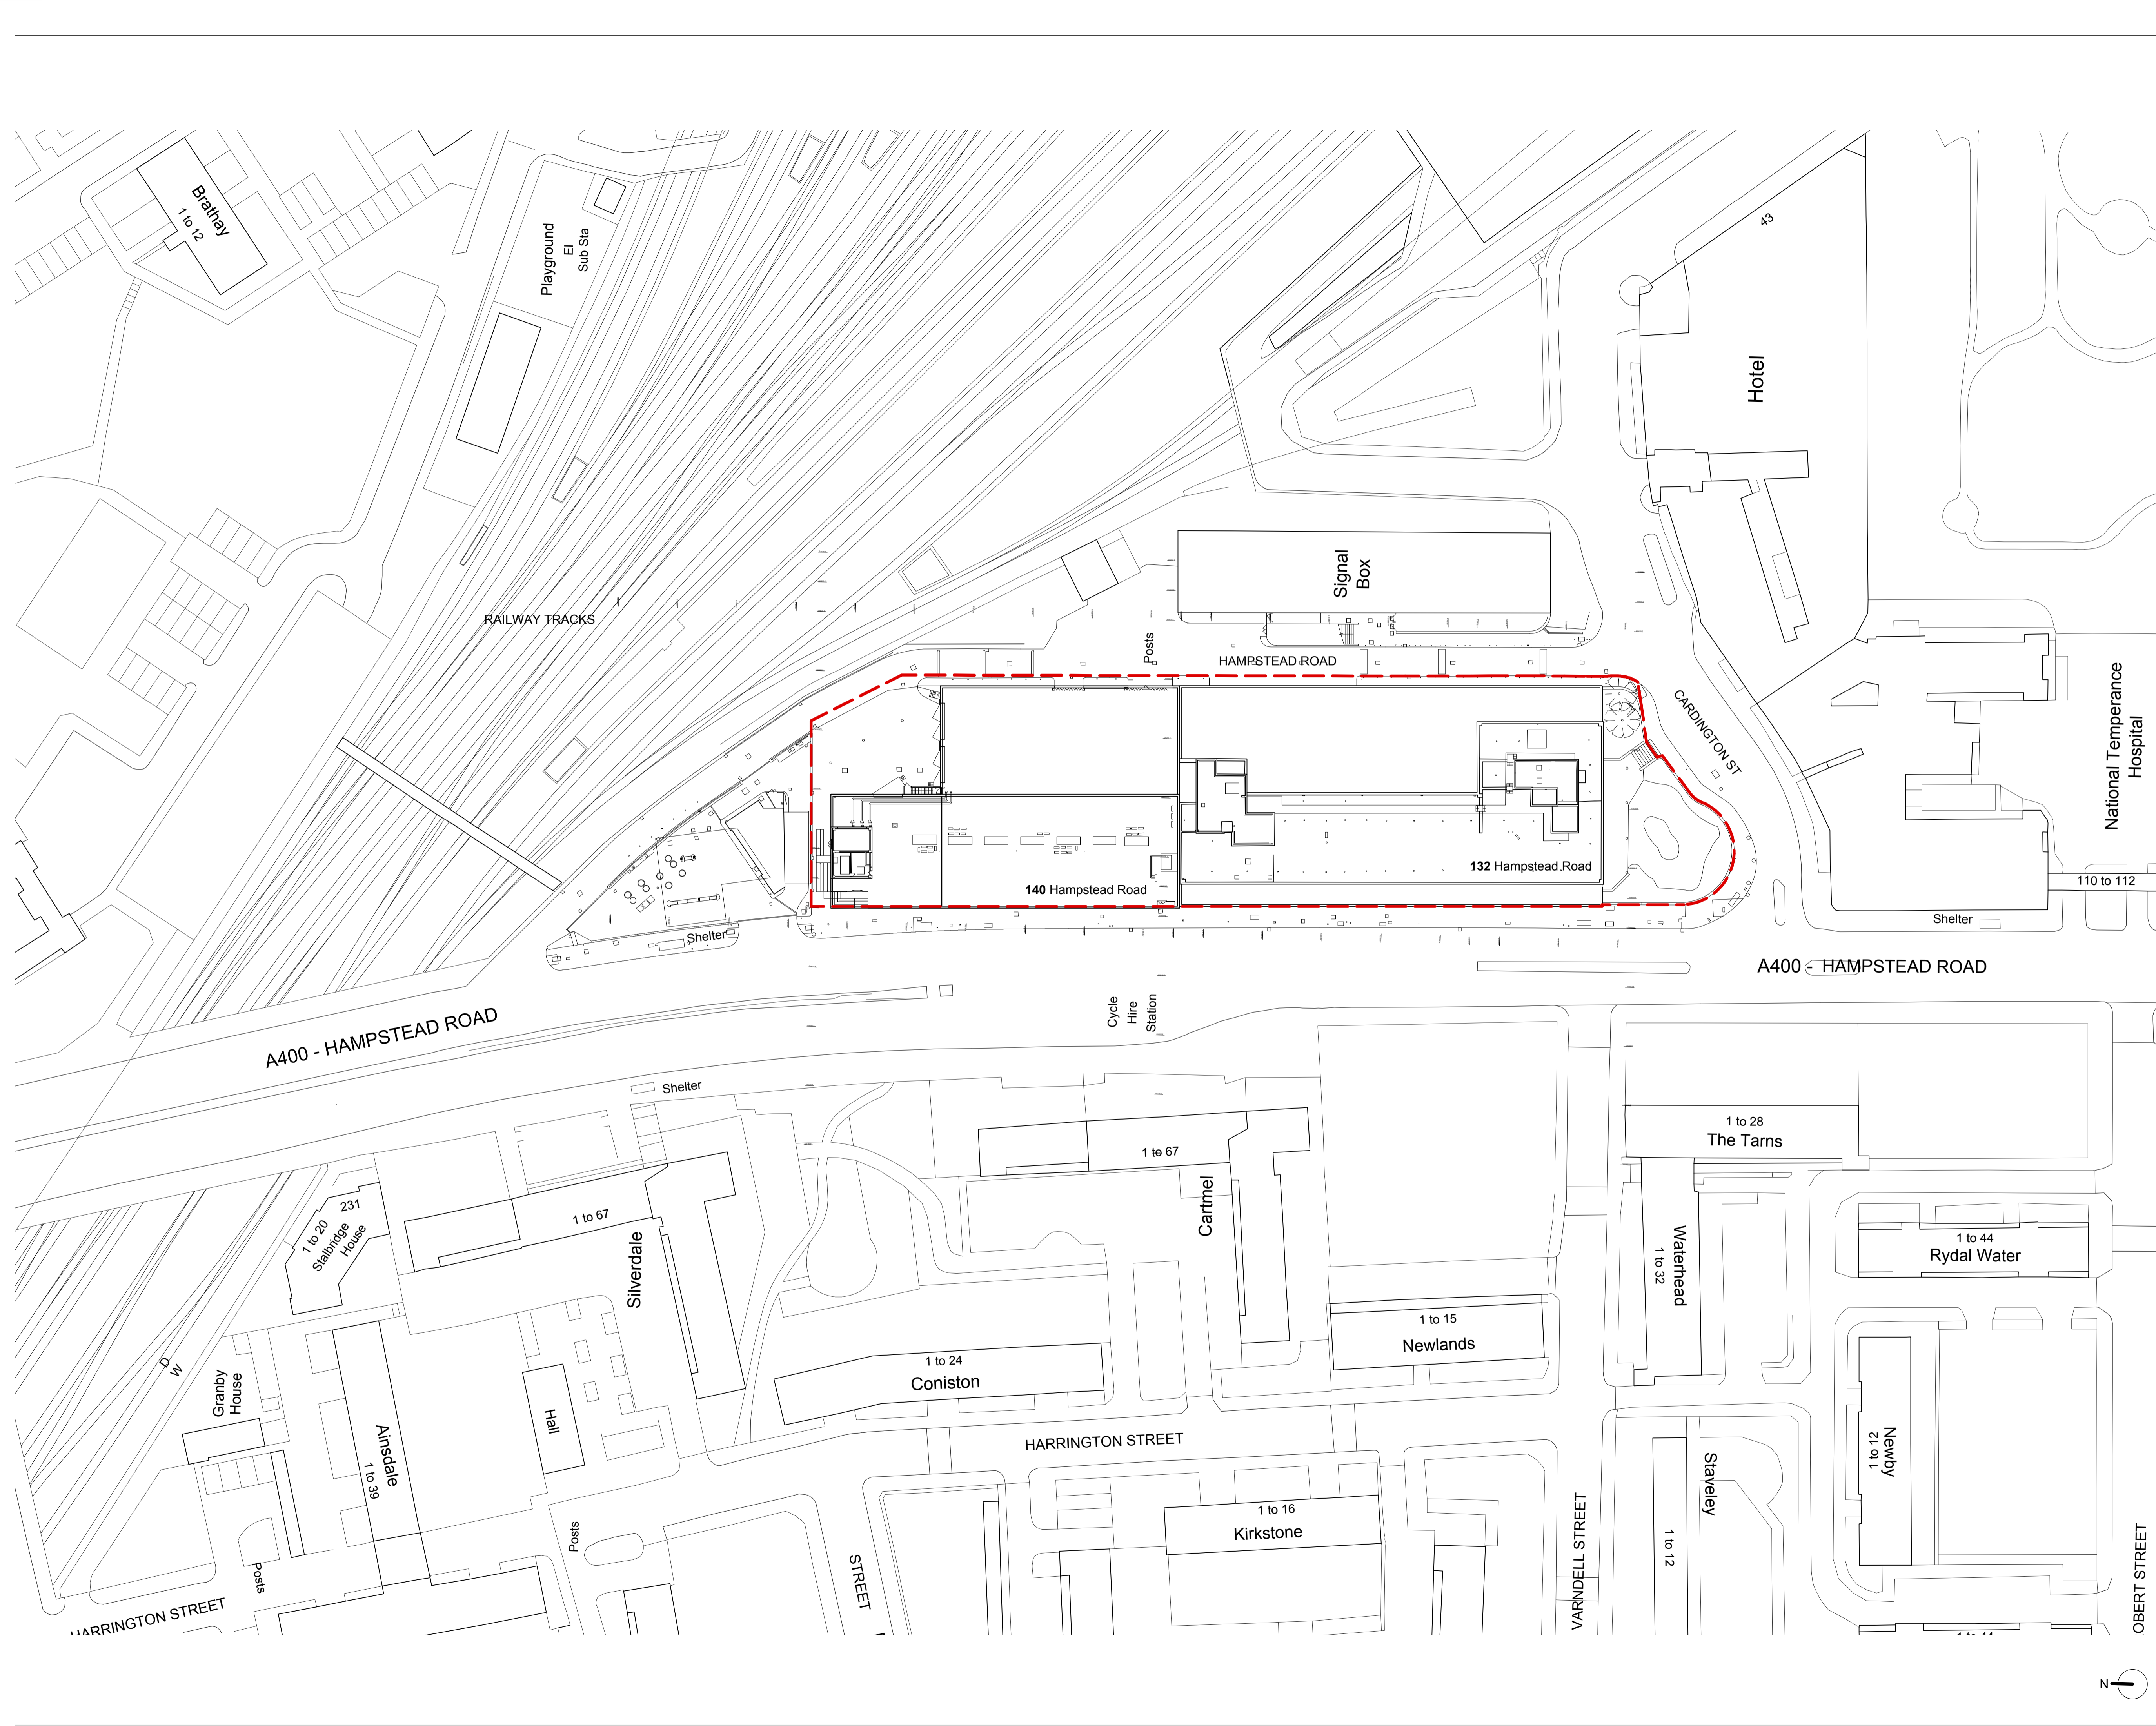 Brathay
1 to 12
Playground
El
Sub Sta
43
Hotel
RAILWAY TRACKS
Signal
Box
Posts
HAMPSTEAD ROAD
CARDINGTON ST
National Temperance
Hospital
140 Hampstead Road
132 Hampstead Road
110 to 112
Shelter
Shelter
A400 - HAMPSTEAD ROAD
A400 - HAMPSTEAD ROAD
Cycle
Hire
Station
Shelter
1 to 67
Cartmel
1 to 28
The Tarns
231
1 to 20
Stalbridge
House
1 to 67
Silverdale
Waterhead
1 to 32
1 to 44
Rydal Water
D
W
Granby
House
Ainsdale
1 to 39
Hall
1 to 24
Coniston
1 to 15
Newlands
HARRINGTON STREET
Newby
1 to 12
Staveley
1 to 12
1 to 16
Kirkstone
Posts
Posts
STREET
VARNDELL STREET
OBERT STREET
HARRINGTON STREET
N